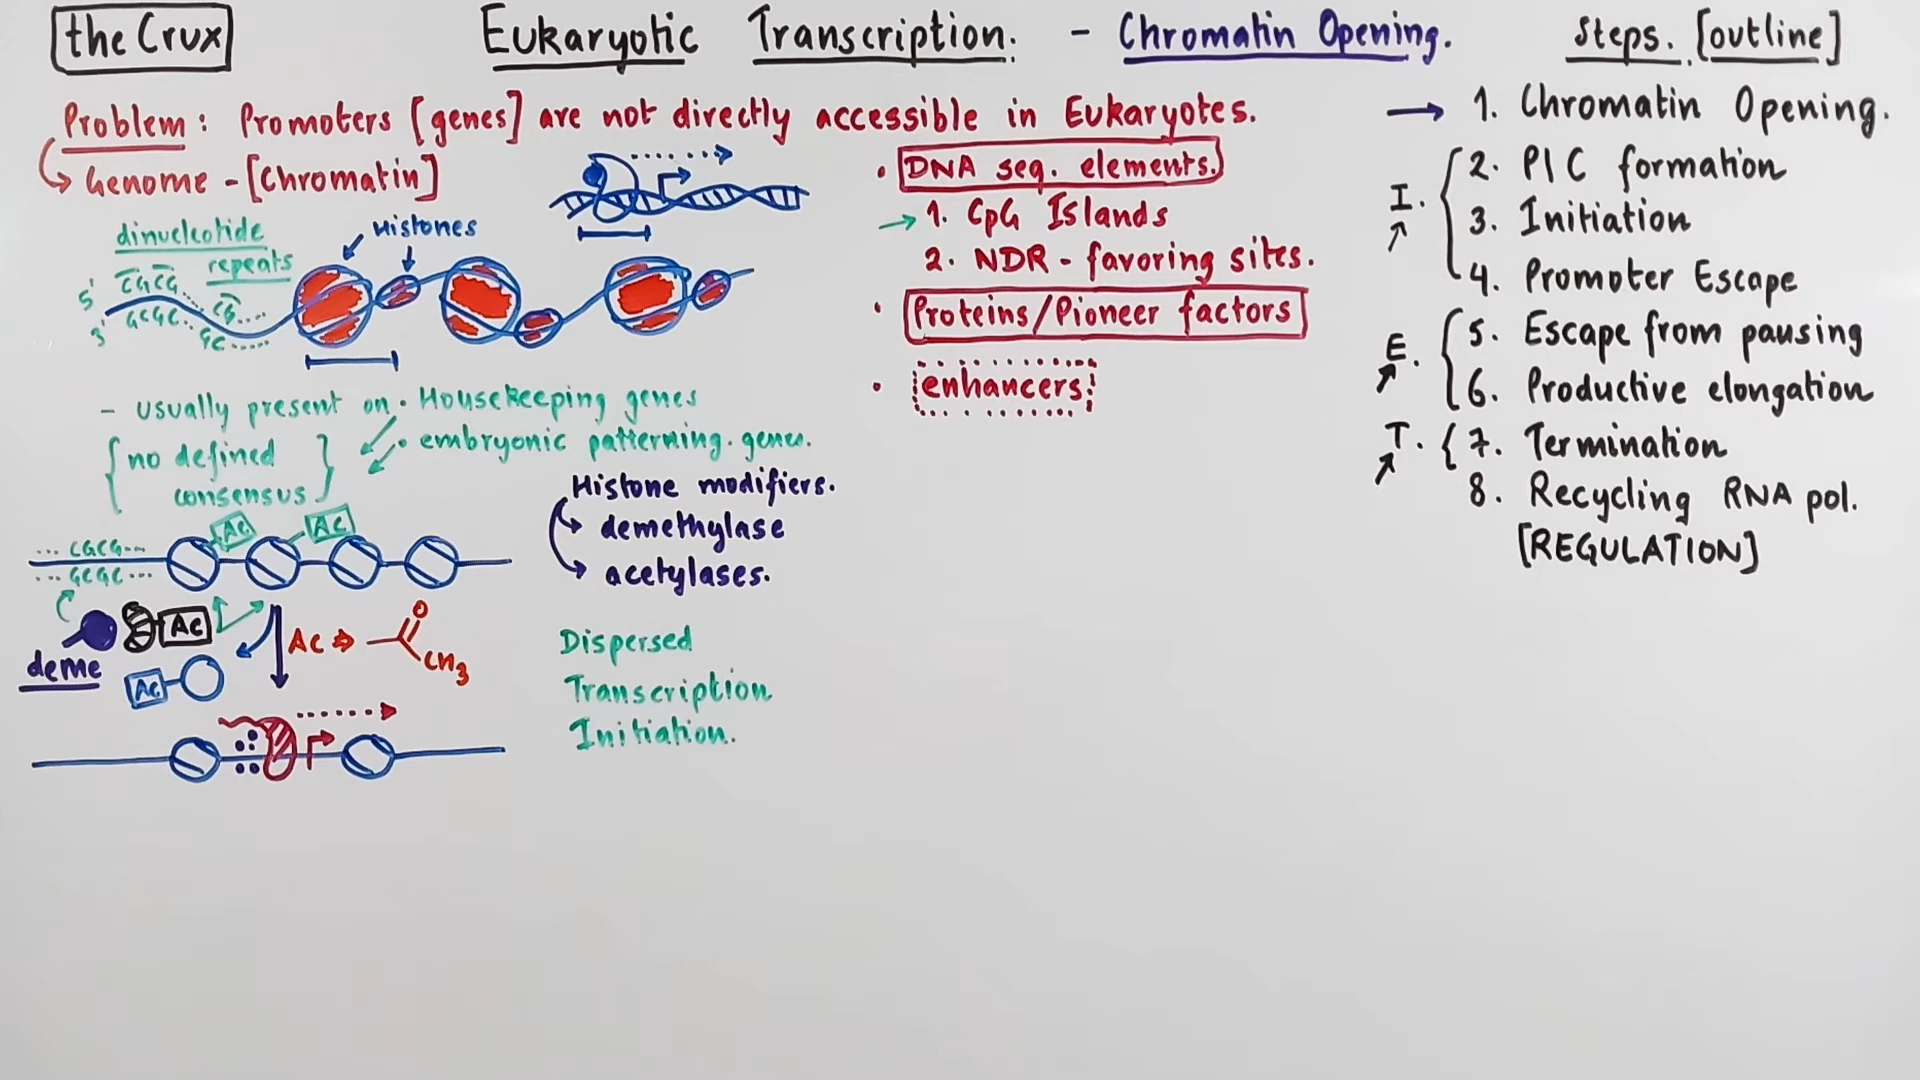 the Crux
Eukaryotic Transcription. - Chromatin Opening.
Problem: Promoters [genes] are not directly accessible in Eukaryotes.
Genome - [Chromatin]
dinucleotide
repeats
Histones
5'
3'
CGCG..
GCGC..
CG....
GC.....
- usually present on . Housekeeping genes
. embryonic patterning. genes.
{no defined
consensus}
Ac
Ac
... CGCG...
... GCGC...
deme
Ac
Ac
Ac ⇒
O
CH3
Histone modifiers.
demethylase
acetylases.
Dispersed
Transcription
Initiation.
. DNA seq. elements.
→ 1. CpG Islands
2. NDR - favoring sites.
. Proteins/Pioneer factors
. enhancers
Steps. [outline]
→ 1. Chromatin Opening.
I. { 2. PIC formation
3. Initiation
4. Promoter Escape
E. { 5. Escape from pausing
6. Productive elongation
T. { 7. Termination
8. Recycling RNA pol.
[REGULATION]